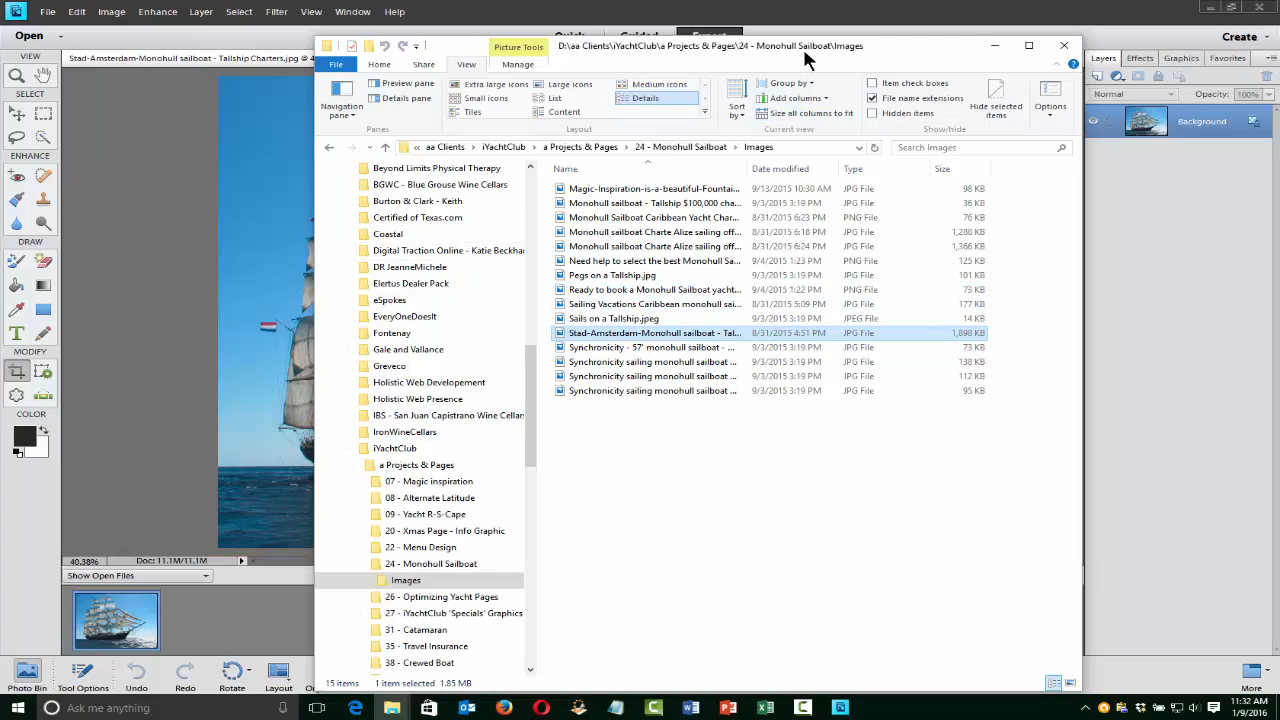 File Image Enhance Layer Select Filter View Window Help
Open Quick Guided Expert Create
VIEW
Stad-Amsterdam-Monohull sailboat - Tallship Charters.jpg @ 4
SELECT
ENHANCE
DRAW
MODIFY
COLOR
Picture Tools
D:\aa Clients\iYachtClub\a Projects & Pages\24 - Monohull Sailboat\Images
File Home Share View Manage
Navigation pane
Preview pane
Details pane
Panes
Extra large icons Large icons Medium icons
Small icons List Details
Tiles Content
Layout
Sort by
Group by
Add columns
Size all columns to fit
Current view
Item check boxes
File name extensions
Hidden items
Hide selected items
Show/hide
Options
« aa Clients iYachtClub a Projects & Pages 24 - Monohull Sailboat Images
Search Images
Beyond Limits Physical Therapy
BGWC - Blue Grouse Wine Cellars
Burton & Clark - Keith
Certified of Texas.com
Coastal
Digital Traction Online - Katie Beckham
DR JeanneMichele
Elertus Dealer Pack
eSpokes
EveryOneDoesIt
Fontenay
Gale and Vallance
Greveco
Holistic Web Developement
Holistic Web Presence
IBS - San Juan Capistrano Wine Cellars
IronWineCellars
iYachtClub
a Projects & Pages
07 - Magic inspiration
08 - Alternate Latitude
09 - Yacht R-S-Cape
20 - Xmas Page - Info Graphic
22 - Menu Design
24 - Monohull Sailboat
Images
26 - Optimizing Yacht Pages
27 - iYachtClub 'Specials' Graphics
31 - Catamaran
35 - Travel Insurance
38 - Crewed Boat
Name Date modified Type Size
Magic-Inspiration-is-a-beautiful-Fountai... 9/13/2015 10:30 AM JPG File 98 KB
Monohull sailboat - Tallship $100,000 cha... 9/3/2015 3:19 PM JPG File 36 KB
Monohull Sailboat Caribbean Yacht Char... 8/31/2015 6:23 PM PNG File 76 KB
Monohull sailboat Charte Alize sailing off... 8/31/2015 6:18 PM JPG File 1,288 KB
Monohull sailboat Charte Alize sailing off... 8/31/2015 6:24 PM JPG File 1,366 KB
Need help to select the best Monohull Sa... 9/4/2015 1:23 PM PNG File 125 KB
Pegs on a Tallship.jpg 9/3/2015 3:19 PM JPG File 101 KB
Ready to book a Monohull Sailboat yacht... 9/4/2015 1:22 PM PNG File 73 KB
Sailing Vacations Caribbean monohull sai... 8/31/2015 5:09 PM JPG File 177 KB
Sails on a Tallship.jpeg 9/3/2015 3:19 PM JPEG File 14 KB
Stad-Amsterdam-Monohull sailboat - Tal... 8/31/2015 4:51 PM JPG File 1,898 KB
Synchronicity - 57' monohull sailboat - ... 9/3/2015 3:19 PM JPG File 73 KB
Synchronicity sailing monohull sailboat ... 9/3/2015 3:19 PM JPG File 138 KB
Synchronicity sailing monohull sailboat ... 9/3/2015 3:19 PM JPG File 112 KB
Synchronicity sailing monohull sailboat ... 9/3/2015 3:19 PM JPG File 95 KB
15 items 1 item selected 1.85 MB
Layers Effects Graphics Favorites
Normal Opacity: 100%
Background
40.38% Doc: 11.1M/11.1M
Show Open Files
Photo Bin Tool Options Undo Redo Rotate Layout
More
Ask me anything
11:32 AM
1/9/2016